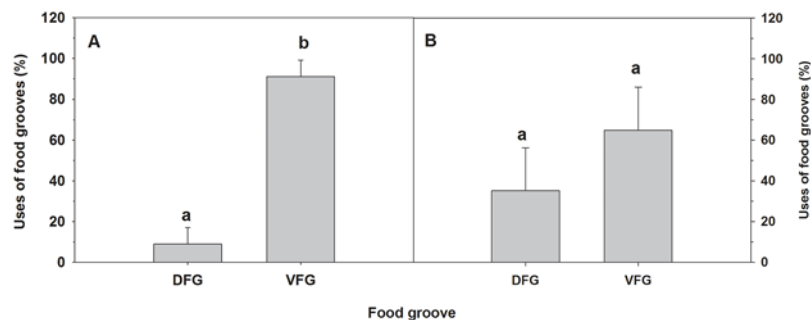 120
100
80
60
40
20
0
Uses of food grooves (%)
A
a
b
DFG
VFG
B
a
a
DFG
VFG
120
100
80
60
40
20
0
Uses of food grooves (%)
Food groove